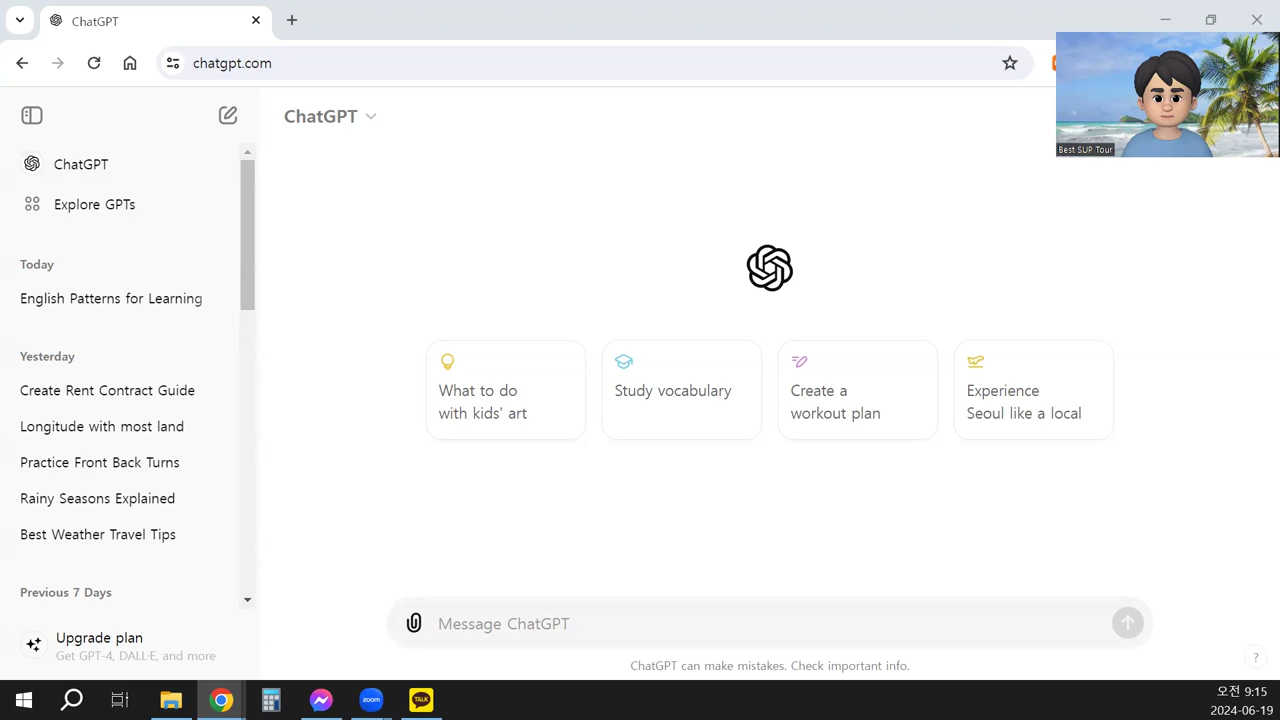 ChatGPT
chatgpt.com
Best SUP Tour
ChatGPT
ChatGPT
Explore GPTs
Today
English Patterns for Learning
Yesterday
Create Rent Contract Guide
Longitude with most land
Practice Front Back Turns
Rainy Seasons Explained
Best Weather Travel Tips
Previous 7 Days
Upgrade plan
Get GPT-4, DALL·E, and more
What to do
with kids' art
Study vocabulary
Create a
workout plan
Experience
Seoul like a local
Message ChatGPT
ChatGPT can make mistakes. Check important info.
?
zoom
TALK
오전 9:15
2024-06-19